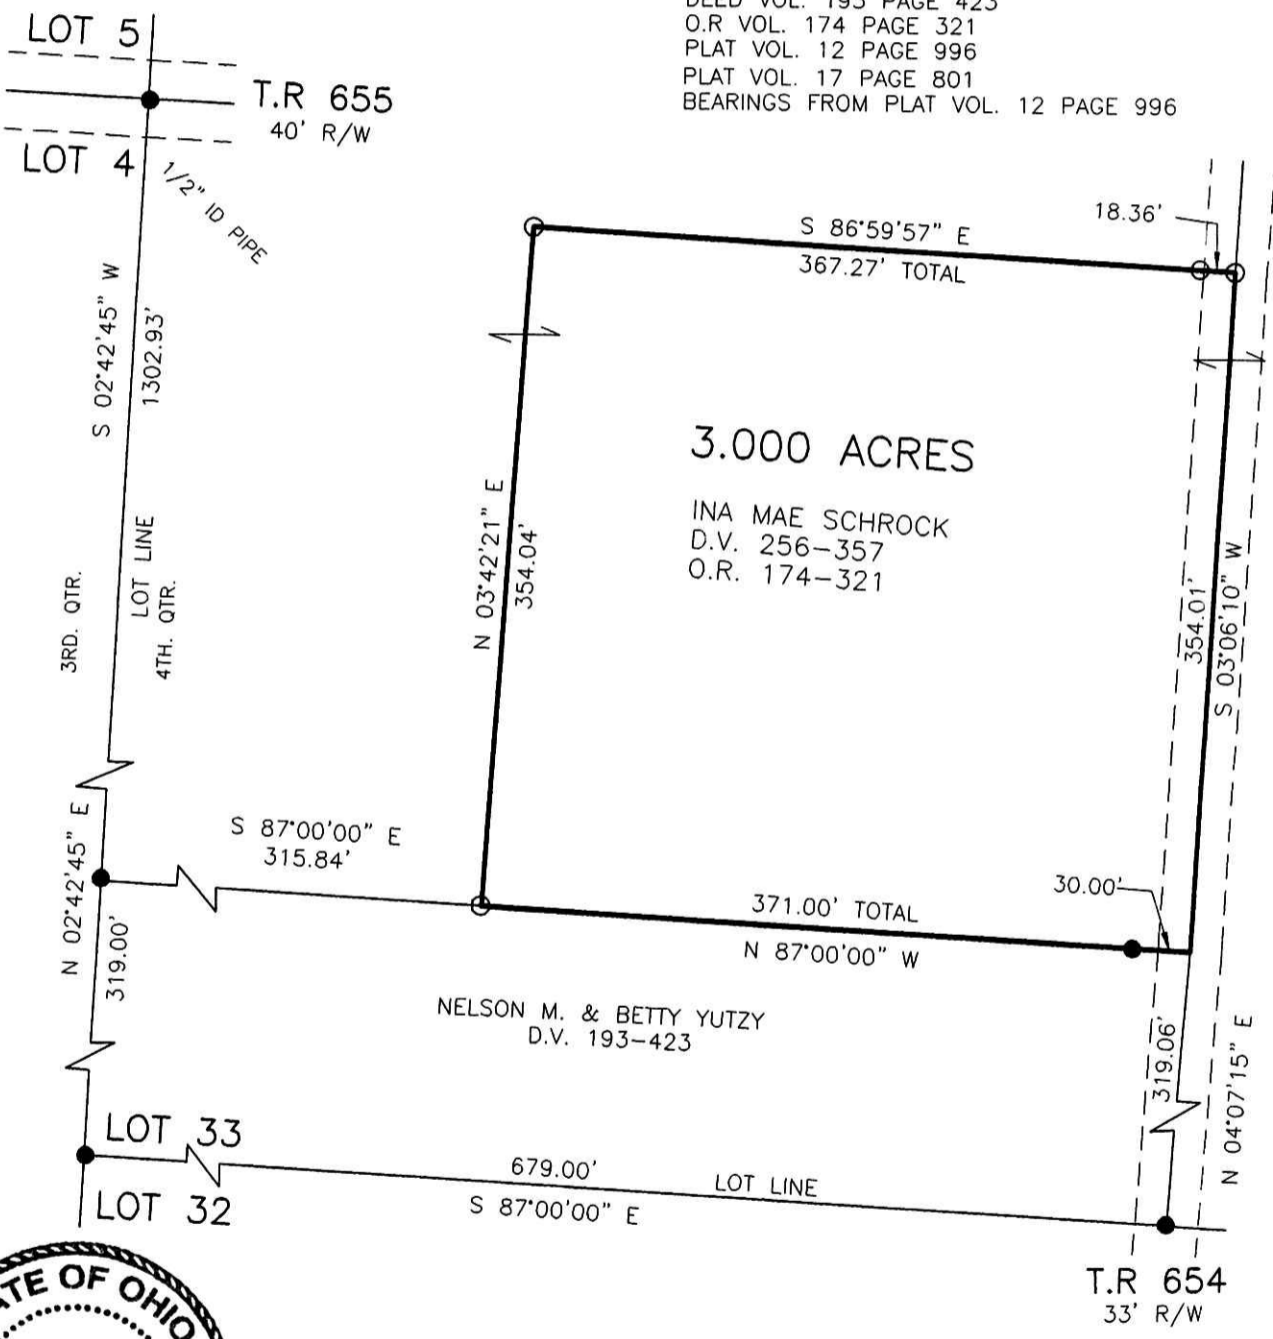 DEED VOL. 193 PAGE 423
O.R VOL. 174 PAGE 321
PLAT VOL. 12 PAGE 996
PLAT VOL. 17 PAGE 801
BEARINGS FROM PLAT VOL. 12 PAGE 996
LOT 5
T.R 655
40' R/W
LOT 4
1/2" ID PIPE
S 02°42'45" W
1302.93'
S 86°59'57" E
367.27' TOTAL
18.36'
3.000 ACRES
INA MAE SCHROCK
D.V. 256-357
O.R. 174-321
N 03°42'21" E
354.04'
354.01'
S 03°06'10" W
3RD. QTR.
LOT LINE
4TH. QTR.
S 87°00'00" E
315.84'
N 02°42'45" E
319.00'
371.00' TOTAL
N 87°00'00" W
30.00'
NELSON M. & BETTY YUTZY
D.V. 193-423
319.06'
N 04°07'15" E
LOT 33
LOT 32
679.00'
LOT LINE
S 87°00'00" E
T.R 654
33' R/W
ATE OF OHIO